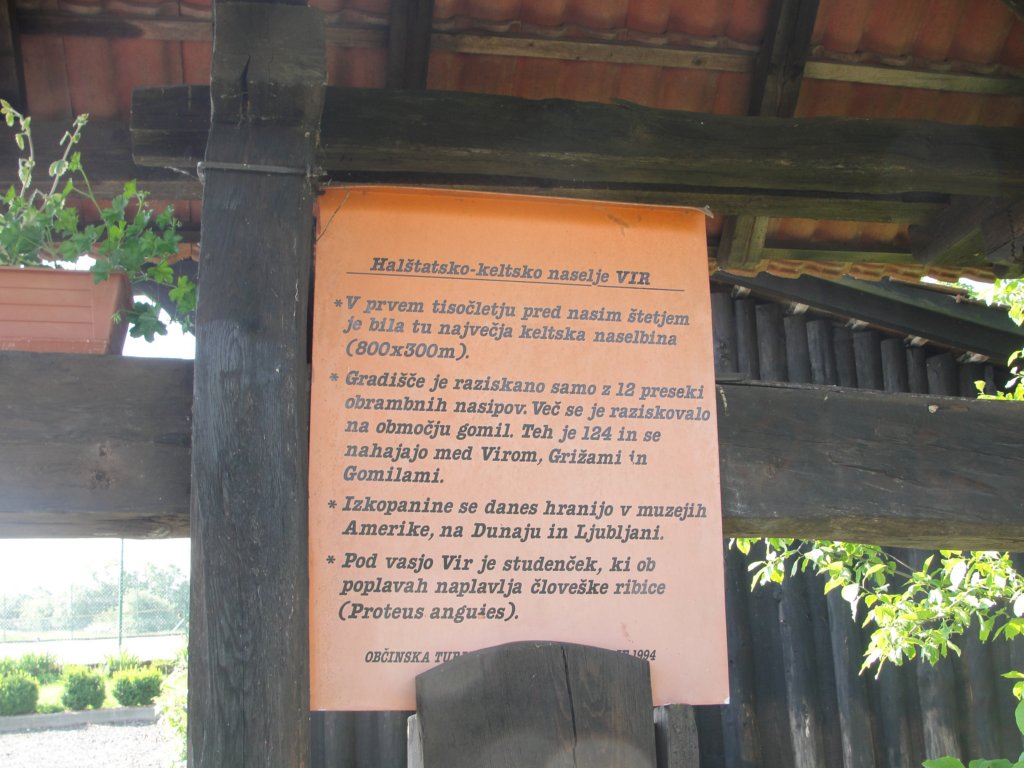 Halštatsko-keltsko naselje VIR
* V prvem tisočletju pred nasim štetjem
je bila tu največja keltska naselbina
(800x300m).
* Gradišče je raziskano samo z 12 preseki
obrambnih nasipov. Več se je raziskovalo
na območju gomil. Teh je 124 in se
nahajajo med Virom, Grižami in
Gomilami.
* Izkopanine se danes hranijo v muzejih
Amerike, na Dunaju in Ljubljani.
* Pod vasjo Vir je studenček, ki ob
poplavah naplavlja človeške ribice
(Proteus anguies).
OBČINSKA 1994